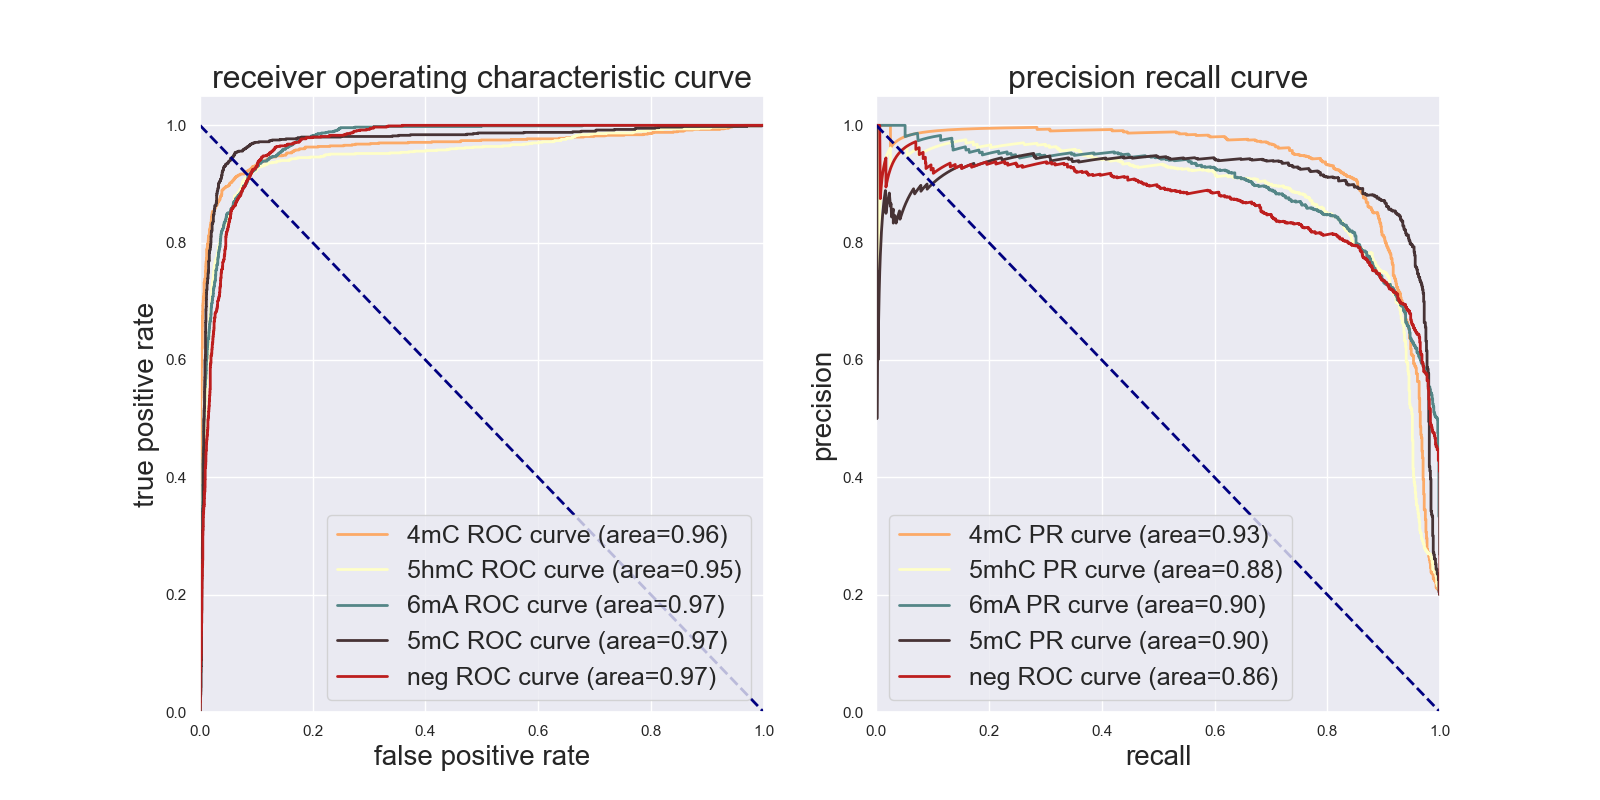 receiver operating characteristic curve
true positive rate
1.0
0.8
0.6
0.4
0.2
0.0
4mC ROC curve (area=0.96)
5hmC ROC curve (area=0.95)
6mA ROC curve (area=0.97)
5mC ROC curve (area=0.97)
neg ROC curve (area=0.97)
0.0 0.2 0.4 0.6 0.8 1.0
false positive rate
precision recall curve
precision
1.0
0.8
0.6
0.4
0.2
0.0
4mC PR curve (area=0.93)
5mhC PR curve (area=0.88)
6mA PR curve (area=0.90)
5mC PR curve (area=0.90)
neg ROC curve (area=0.86)
0.0 0.2 0.4 0.6 0.8 1.0
recall